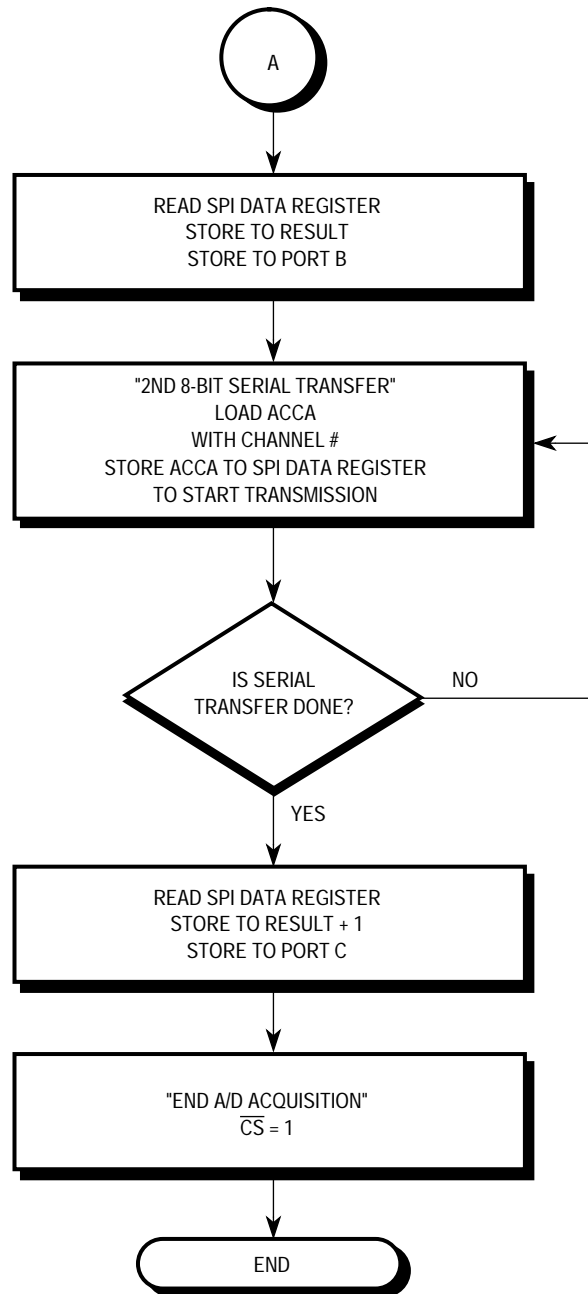 A
READ SPI DATA REGISTER
STORE TO RESULT
STORE TO PORT B
"2ND 8-BIT SERIAL TRANSFER"
LOAD ACCA
WITH CHANNEL #
STORE ACCA TO SPI DATA REGISTER
TO START TRANSMISSION
IS SERIAL
TRANSFER DONE?
NO
YES
READ SPI DATA REGISTER
STORE TO RESULT + 1
STORE TO PORT C
"END A/D ACQUISITION"
C̅S̅ = 1
END